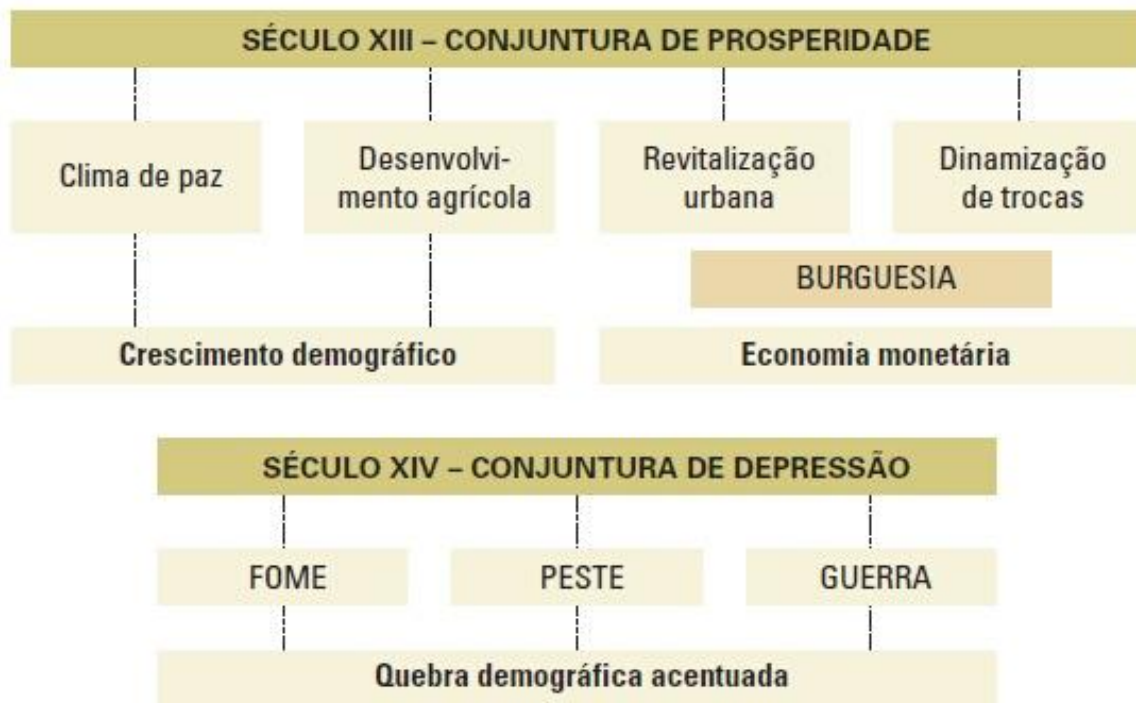 SÉCULO XIII – CONJUNTURA DE PROSPERIDADE
Clima de paz
Desenvolvi-
mento agrícola
Revitalização
urbana
Dinamização
de trocas
BURGUESIA
Crescimento demográfico
Economia monetária
SÉCULO XIV – CONJUNTURA DE DEPRESSÃO
FOME
PESTE
GUERRA
Quebra demográfica acentuada